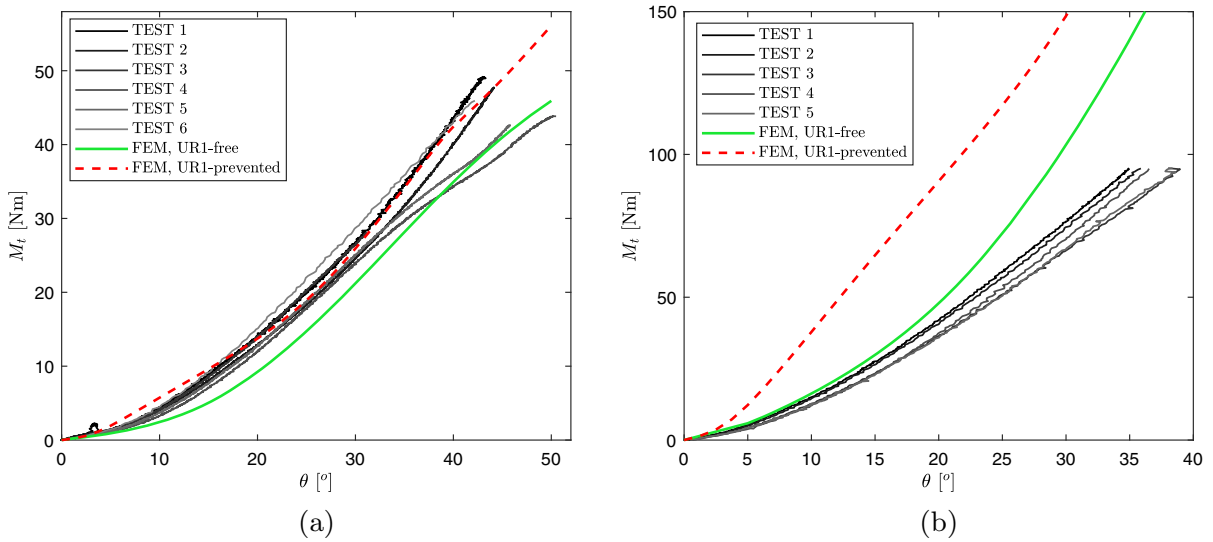 TEST 1
TEST 2
TEST 3
TEST 4
TEST 5
TEST 6
FEM, UR1-free
FEM, UR1-prevented
50
40
30
20
10
0
M_t [Nm]
0 10 20 30 40 50
θ [°]
(a)
TEST 1
TEST 2
TEST 3
TEST 4
TEST 5
FEM, UR1-free
FEM, UR1-prevented
150
100
50
0
M_t [Nm]
0 5 10 15 20 25 30 35 40
θ [°]
(b)